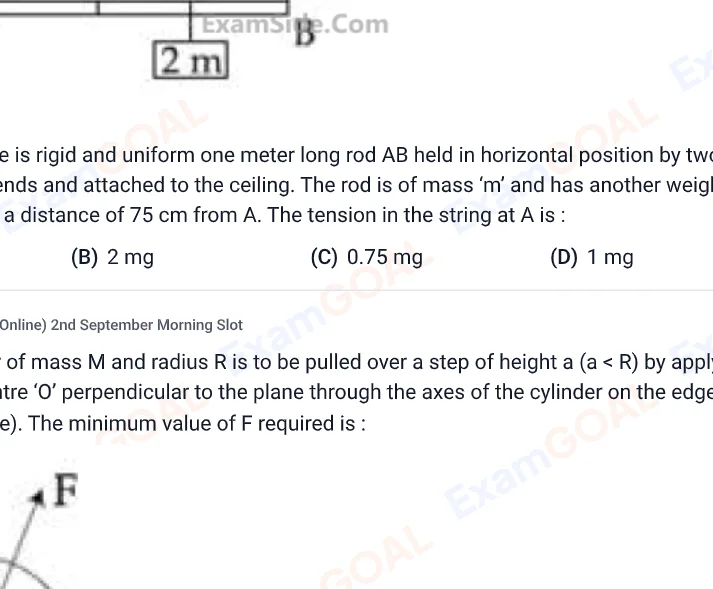 ExamSide.Com
B
2 m
e is rigid and uniform one meter long rod AB held in horizontal position by two
ends and attached to the ceiling. The rod is of mass ‘m’ and has another weigh
a distance of 75 cm from A. The tension in the string at A is :
(B) 2 mg (C) 0.75 mg (D) 1 mg
Online) 2nd September Morning Slot
r of mass M and radius R is to be pulled over a step of height a (a < R) by apply
ntre ‘O’ perpendicular to the plane through the axes of the cylinder on the edge
e). The minimum value of F required is :
F
ExamGOAL